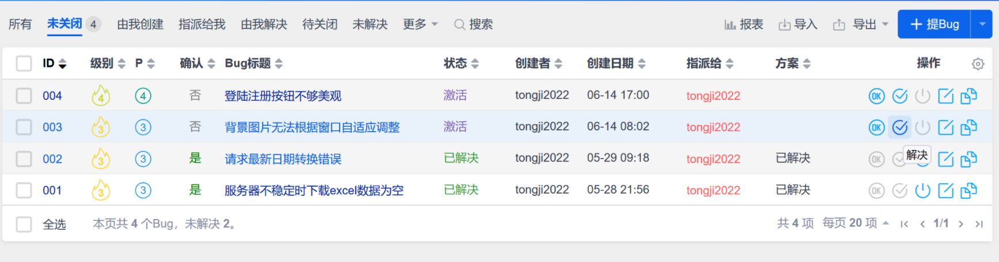 所有 未关闭 4 由我创建 指派给我 由我解决 待关闭 未解决 更多 搜索 报表 导入 导出 提Bug
ID 级别 P 确认 Bug标题 状态 创建者 创建日期 指派给 方案 操作
004 4 4 否 登陆注册按钮不够美观 激活 tongji2022 06-14 17:00 tongji2022 OK
003 3 3 否 背景图片无法根据窗口自适应调整 激活 tongji2022 06-14 08:02 tongji2022 OK
002 3 3 是 请求最新日期转换错误 已解决 tongji2022 05-29 09:18 tongji2022 已解决 OK 解决
001 3 3 是 服务器不稳定时下载excel数据为空 已解决 tongji2022 05-28 21:56 tongji2022 已解决 OK
全选 本页共 4 个Bug，未解决 2。 共 4 项 每页 20 项 1/1